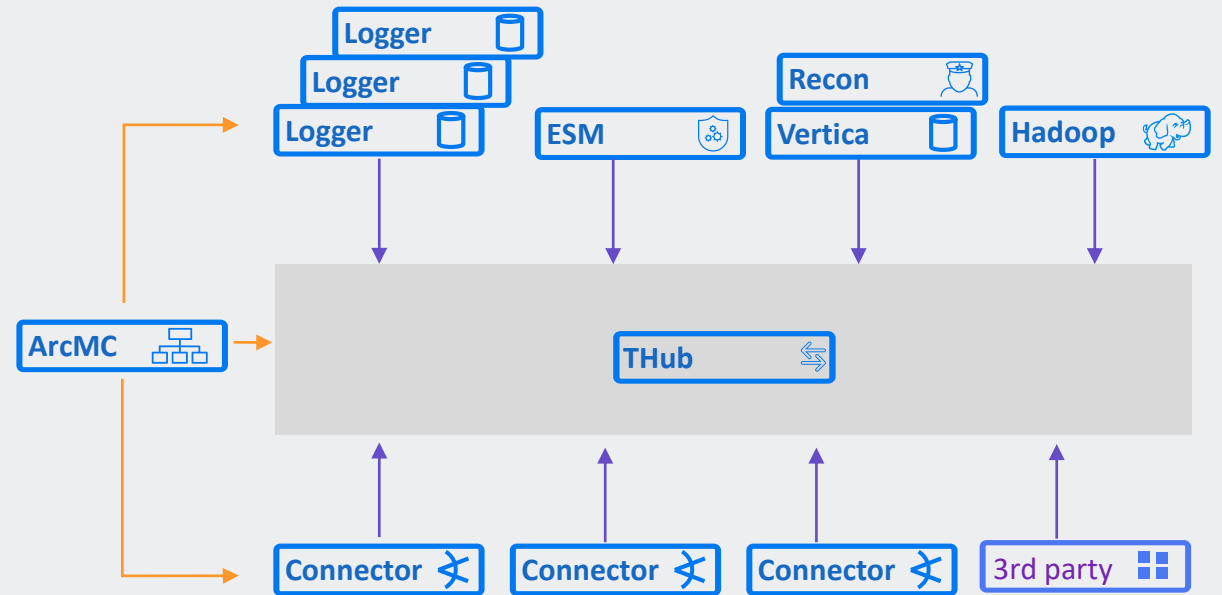 Logger
Logger
Logger
ESM
Recon
Vertica
Hadoop
ArcMC
THub
Connector
Connector
Connector
3rd party